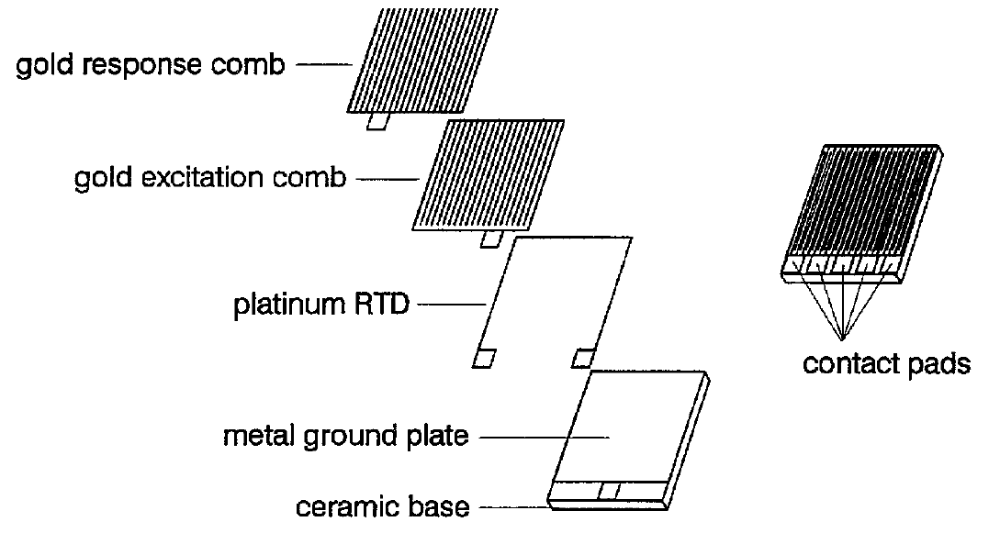 gold response comb
gold excitation comb
platinum RTD
contact pads
metal ground plate
ceramic base